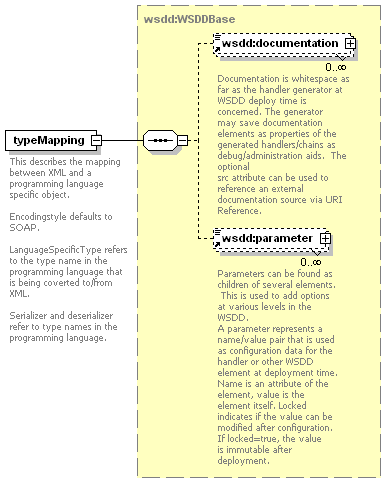 wsdd:WSDDBase
wsdd:documentation
0..∞
Documentation is whitespace as
far as the handler generator at
WSDD deploy time is
concerned. The generator
may save documentation
elements as properties of the
generated handlers/chains as
debug/administration aids.  The
optional
src attribute can be used to
reference an external
documentation source via URI
Reference.
typeMapping
This describes the mapping
between XML and a
programming language
specific object.
Encodingstyle defaults to
SOAP.
LanguageSpecificType refers
to the type name in the
programming language that
is being coverted to/from
XML.
Serializer and deserializer
refer to type names in the
programming language.
wsdd:parameter
0..∞
Parameters can be found as
children of several elements.
This is used to add options
at various levels in the
WSDD.
A parameter represents a
name/value pair that is used
as configuration data for the
handler or other WSDD
element at deployment time.
Name is an attribute of the
element, value is the
element itself. Locked
indicates if the value can be
modified after configuration.
If locked=true, the value
is immutable after
deployment.